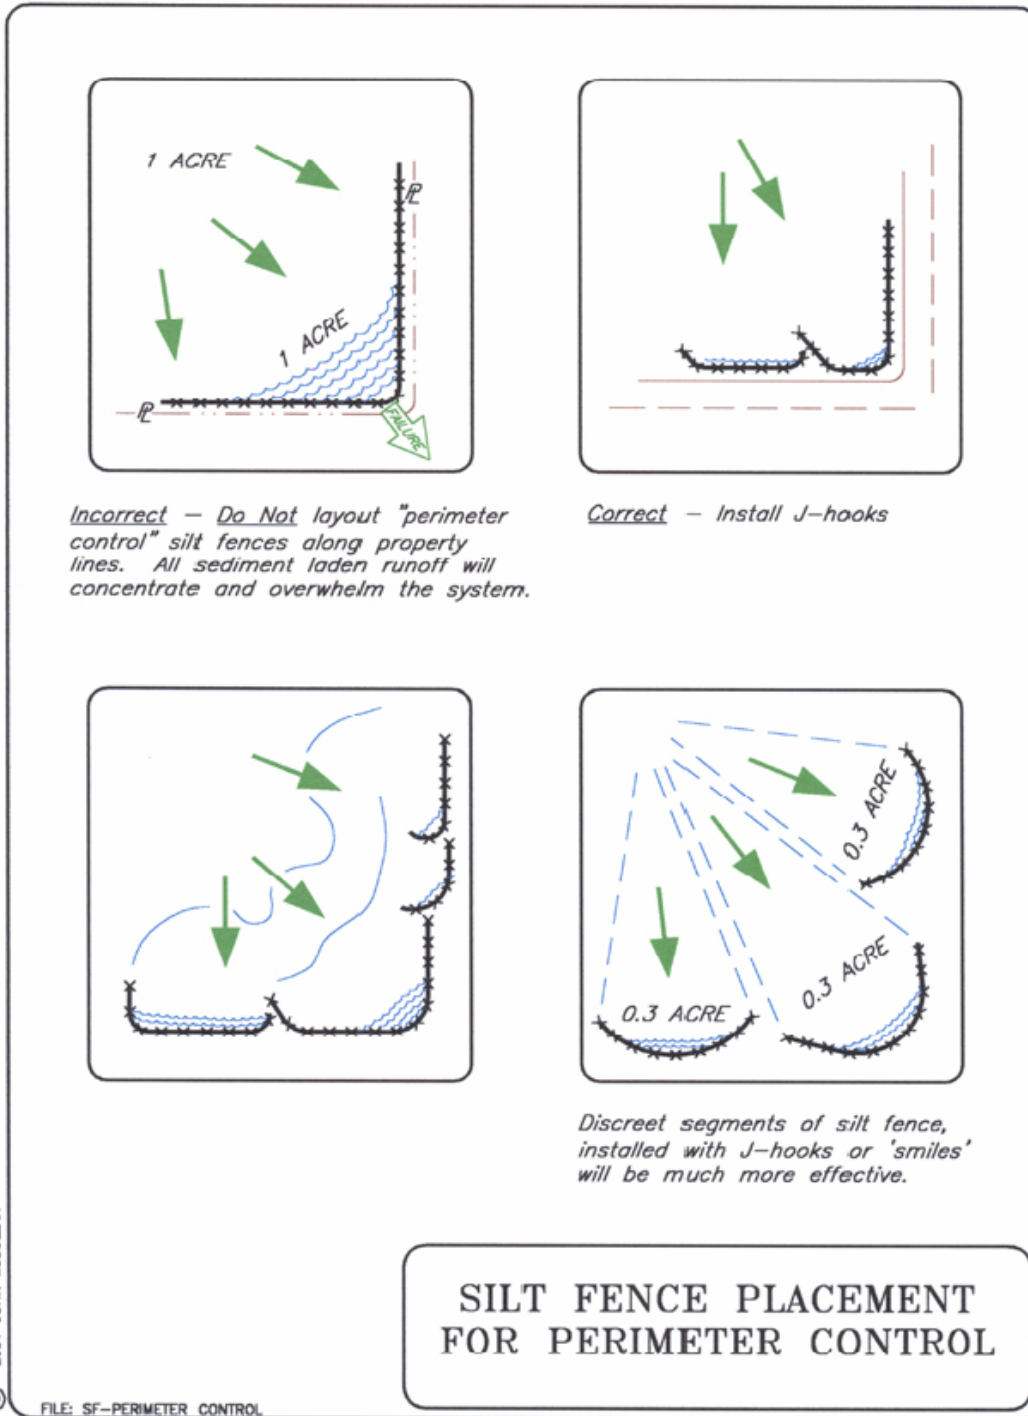 1 ACRE
PL
1 ACRE
PL
FAILURE
Incorrect – Do Not layout "perimeter
control" silt fences along property
lines. All sediment laden runoff will
concentrate and overwhelm the system.
Correct – Install J-hooks
0.3 ACRE
0.3 ACRE
0.3 ACRE
Discreet segments of silt fence,
installed with J-hooks or 'smiles'
will be much more effective.
SILT FENCE PLACEMENT
FOR PERIMETER CONTROL
FILE: SF-PERIMETER CONTROL